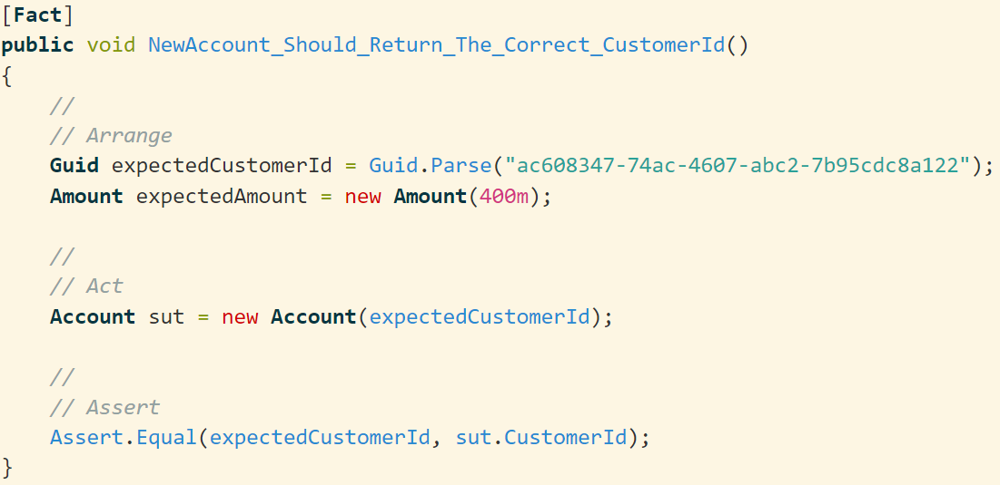 [Fact]
public void NewAccount_Should_Return_The_Correct_CustomerId()
{
    //
    // Arrange
    Guid expectedCustomerId = Guid.Parse("ac608347-74ac-4607-abc2-7b95cdc8a122");
    Amount expectedAmount = new Amount(400m);

    //
    // Act
    Account sut = new Account(expectedCustomerId);

    //
    // Assert
    Assert.Equal(expectedCustomerId, sut.CustomerId);
}